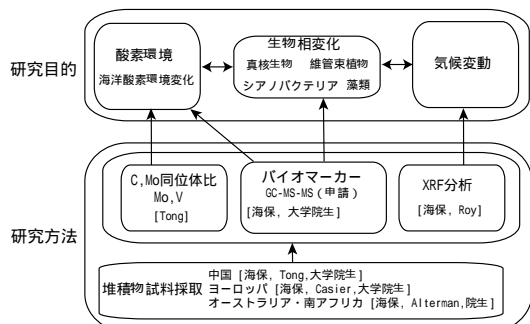 研究目的
酸素環境
海洋酸素環境変化
生物相変化
真核生物 維管束植物
シアノバクテリア 藻類
気候変動
研究方法
C,Mo同位体比
Mo,V
[Tong]
バイオマーカー
GC-MS-MS(申請)
[海保, 大学院生]
XRF分析
[海保, Roy]
堆積物試料採取
中国 [海保, Tong,大学院生]
ヨーロッパ [海保, Casier,大学院生]
オーストラリア・南アフリカ [海保, Alterman,院生]